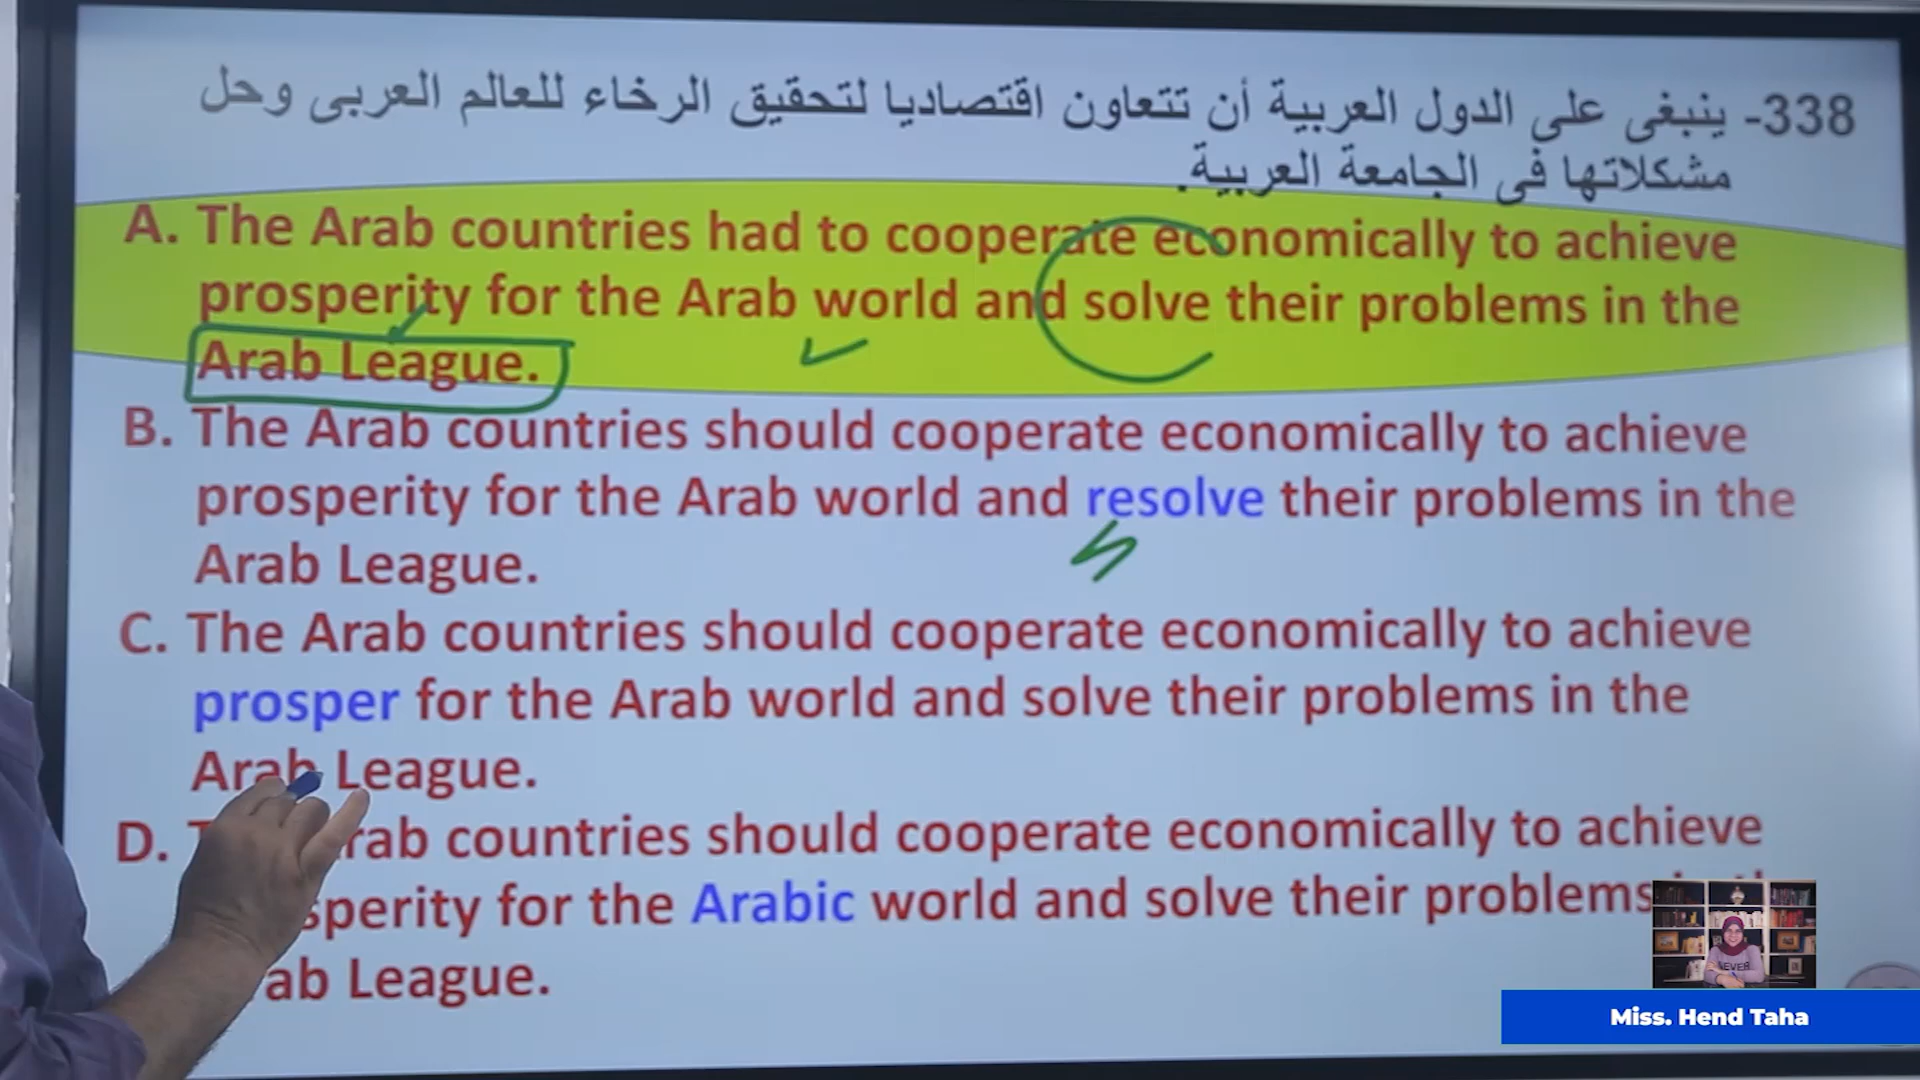 338- ينبغى على الدول العربية أن تتعاون اقتصاديا لتحقيق الرخاء للعالم العربى وحل
مشكلاتها فى الجامعة العربية.
A. The Arab countries had to cooperate economically to achieve
prosperity for the Arab world and solve their problems in the
Arab League.
B. The Arab countries should cooperate economically to achieve
prosperity for the Arab world and resolve their problems in the
Arab League.
C. The Arab countries should cooperate economically to achieve
prosper for the Arab world and solve their problems in the
Arab League.
D. countries should cooperate economically to achieve
for the Arabic world and solve their problems
League.
Miss. Hend Taha